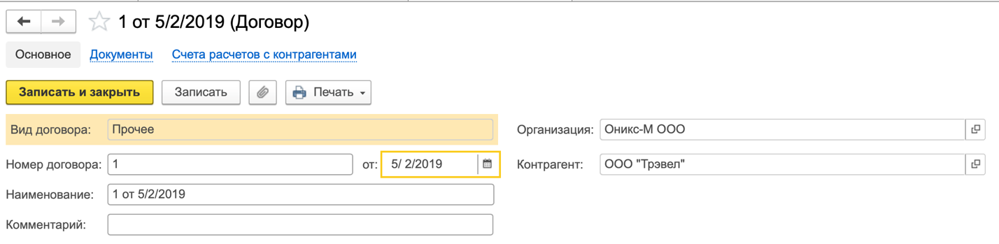 1 от 5/2/2019 (Договор)
Основное Документы Счета расчетов с контрагентами
Записать и закрыть Записать Печать
Вид договора: Прочее Организация: Оникс-М ООО
Номер договора: 1 от: 5/ 2/2019 Контрагент: ООО "Трэвел"
Наименование: 1 от 5/2/2019
Комментарий: